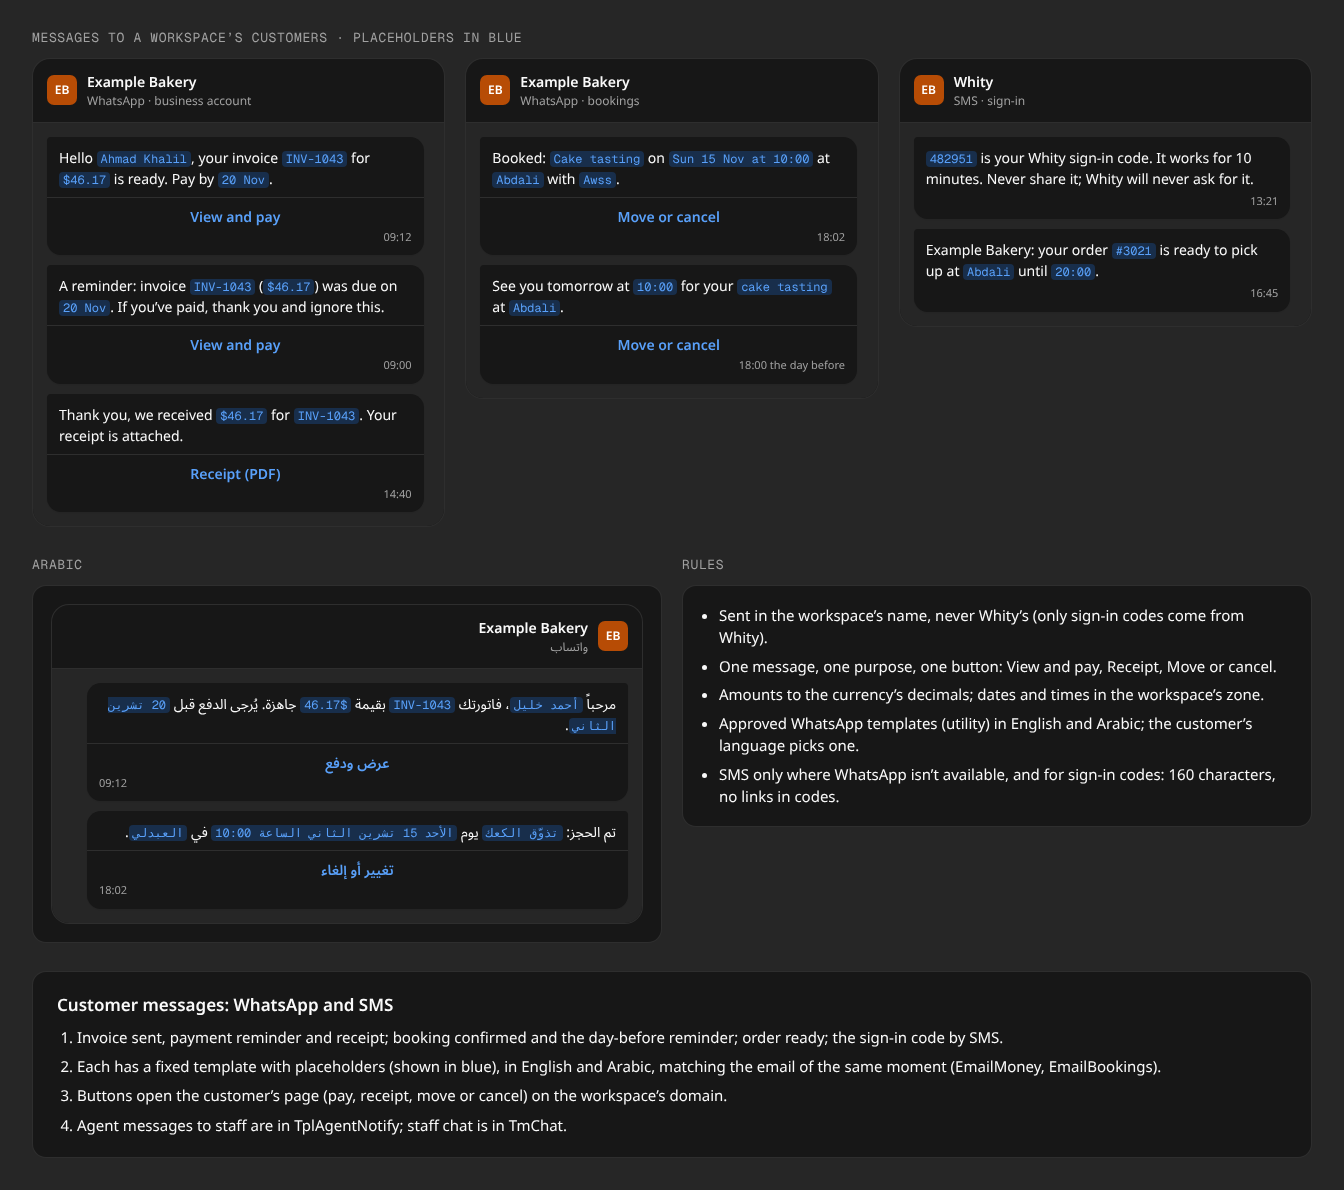 MESSAGES TO A WORKSPACE’S CUSTOMERS · PLACEHOLDERS IN BLUE
EB
Example Bakery
WhatsApp · business account
Hello Ahmad Khalil, your invoice INV-1043 for
$46.17 is ready. Pay by 20 Nov.
View and pay
09:12
A reminder: invoice INV-1043 ( $46.17) was due on
20 Nov. If you’ve paid, thank you and ignore this.
View and pay
09:00
Thank you, we received $46.17 for INV-1043. Your
receipt is attached.
Receipt (PDF)
14:40
EB
Example Bakery
WhatsApp · bookings
Booked: Cake tasting on Sun 15 Nov at 10:00 at
Abdali with Awss.
Move or cancel
18:02
See you tomorrow at 10:00 for your cake tasting
at Abdali.
Move or cancel
18:00 the day before
EB
Whity
SMS · sign-in
482951 is your Whity sign-in code. It works for 10
minutes. Never share it; Whity will never ask for it.
13:21
Example Bakery: your order #3021 is ready to pick
up at Abdali until 20:00.
16:45
ARABIC
EB
Example Bakery
واتساب
مرحباً أحمد خليل، فاتورتك INV-1043 بقيمة 46.17$ جاهزة. يُرجى الدفع قبل 20 تشرين
الثاني.
عرض ودفع
09:12
تم الحجز: تذوّق الكعك يوم الأحد 15 تشرين الثاني الساعة 10:00 في العبدلي.
تغيير أو إلغاء
18:02
RULES
• Sent in the workspace’s name, never Whity’s (only sign-in codes come from
Whity).
• One message, one purpose, one button: View and pay, Receipt, Move or cancel.
• Amounts to the currency’s decimals; dates and times in the workspace’s zone.
• Approved WhatsApp templates (utility) in English and Arabic; the customer’s
language picks one.
• SMS only where WhatsApp isn’t available, and for sign-in codes: 160 characters,
no links in codes.
Customer messages: WhatsApp and SMS
1. Invoice sent, payment reminder and receipt; booking confirmed and the day-before reminder; order ready; the sign-in code by SMS.
2. Each has a fixed template with placeholders (shown in blue), in English and Arabic, matching the email of the same moment (EmailMoney, EmailBookings).
3. Buttons open the customer’s page (pay, receipt, move or cancel) on the workspace’s domain.
4. Agent messages to staff are in TplAgentNotify; staff chat is in TmChat.